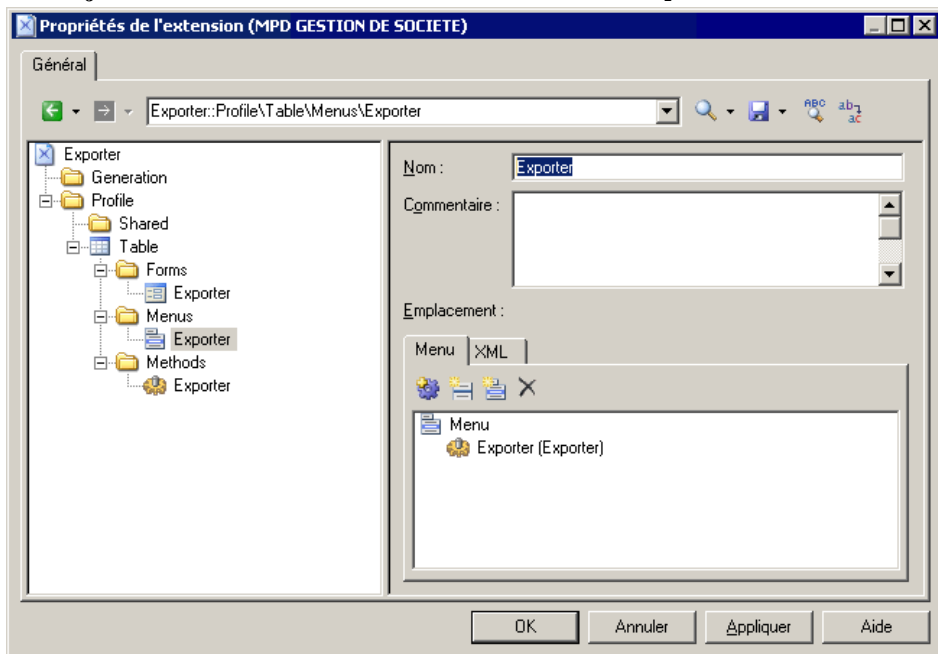 Propriétés de l'extension (MPD GESTION DE SOCIETE)
Général
Exporter::Profile\Table\Menus\Exporter
Exporter
Generation
Profile
Shared
Table
Forms
Exporter
Menus
Exporter
Methods
Exporter
Nom :
Exporter
Commentaire :
Emplacement :
Menu XML
Menu
Exporter (Exporter)
OK Annuler Appliquer Aide